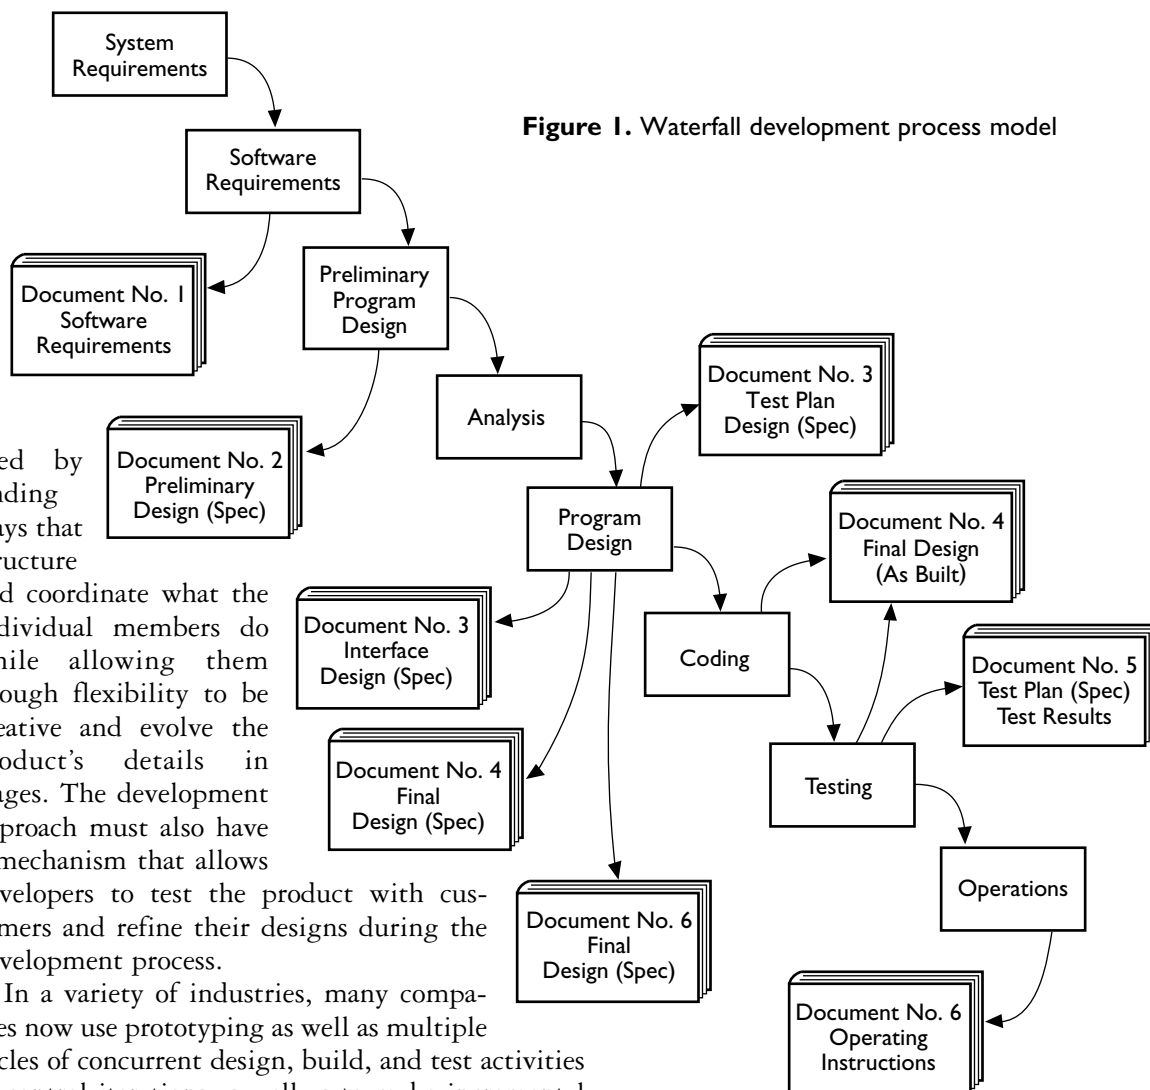 System
Requirements
Figure 1. Waterfall development process model
Software
Requirements
Document No. 1
Software
Requirements
Preliminary
Program
Design
Document No. 3
Test Plan
Design (Spec)
Analysis
Document No. 2
Preliminary
Design (Spec)
Program
Design
Document No. 4
Final Design
(As Built)
Document No. 3
Interface
Design (Spec)
Coding
Document No. 5
Test Plan (Spec)
Test Results
Document No. 4
Final
Design (Spec)
Testing
Operations
Document No. 6
Final
Design (Spec)
Document No. 6
Operating
Instructions
by
that
coordinate what the
members do
allowing them
flexibility to be
and evolve the
details in
The development
must also have
mechanism that allows
to test the product with cus-
and refine their designs during the
process.
In a variety of industries, many compa-
now use prototyping as well as multiple
of concurrent design, build, and test activities